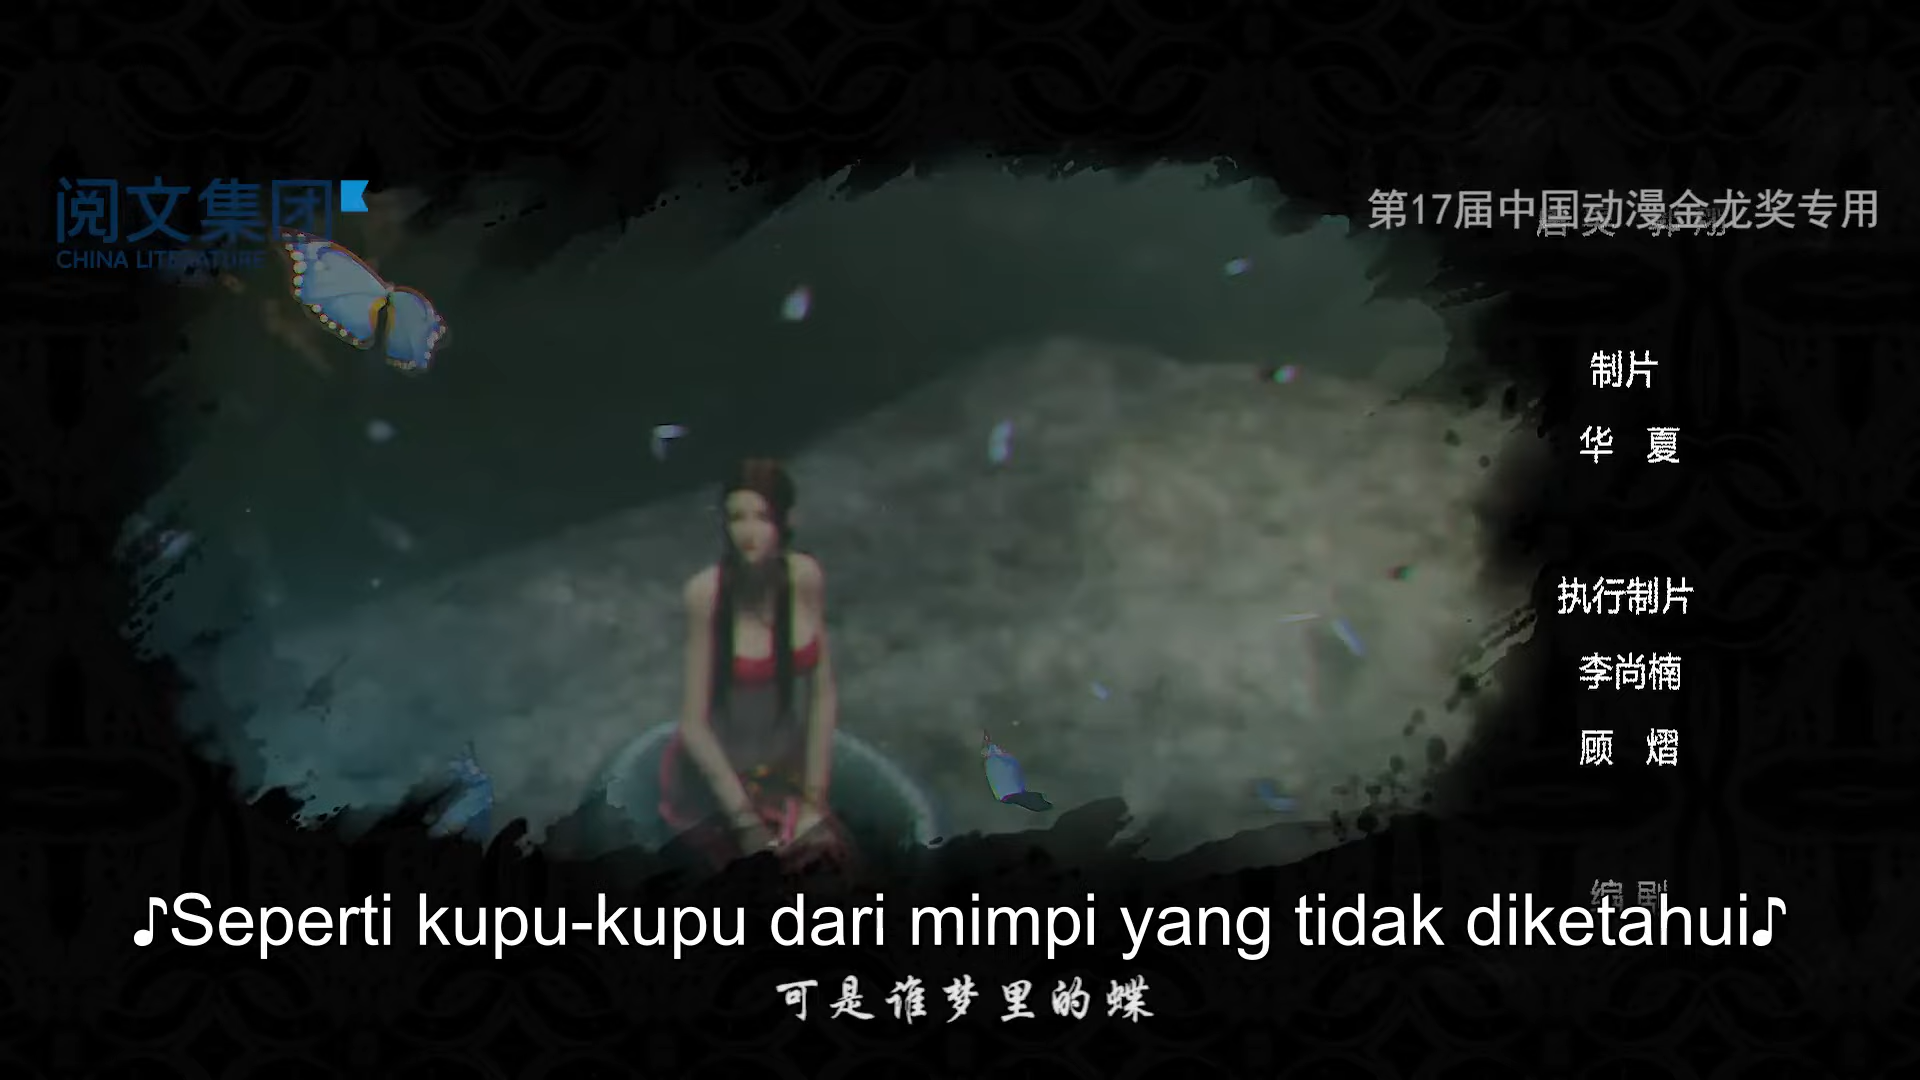 阅文集团
CHINA LITERATURE
第17届中国动漫金龙奖专用
制片
华 夏
执行制片
李尚楠
顾 熠
编剧
♪Seperti kupu-kupu dari mimpi yang tidak diketahui♪
可是谁梦里的蝶